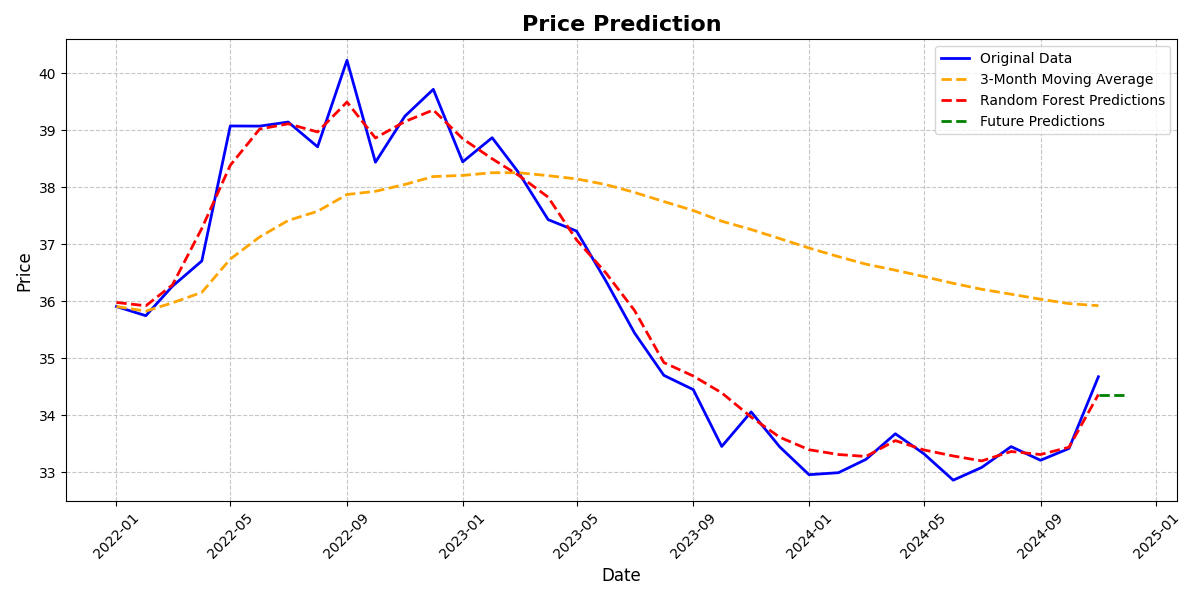 Price Prediction
Original Data
3-Month Moving Average
Random Forest Predictions
Future Predictions
Price
40
39
38
37
36
35
34
33
2022-01
2022-05
2022-09
2023-01
2023-05
2023-09
2024-01
2024-05
2024-09
2025-01
Date